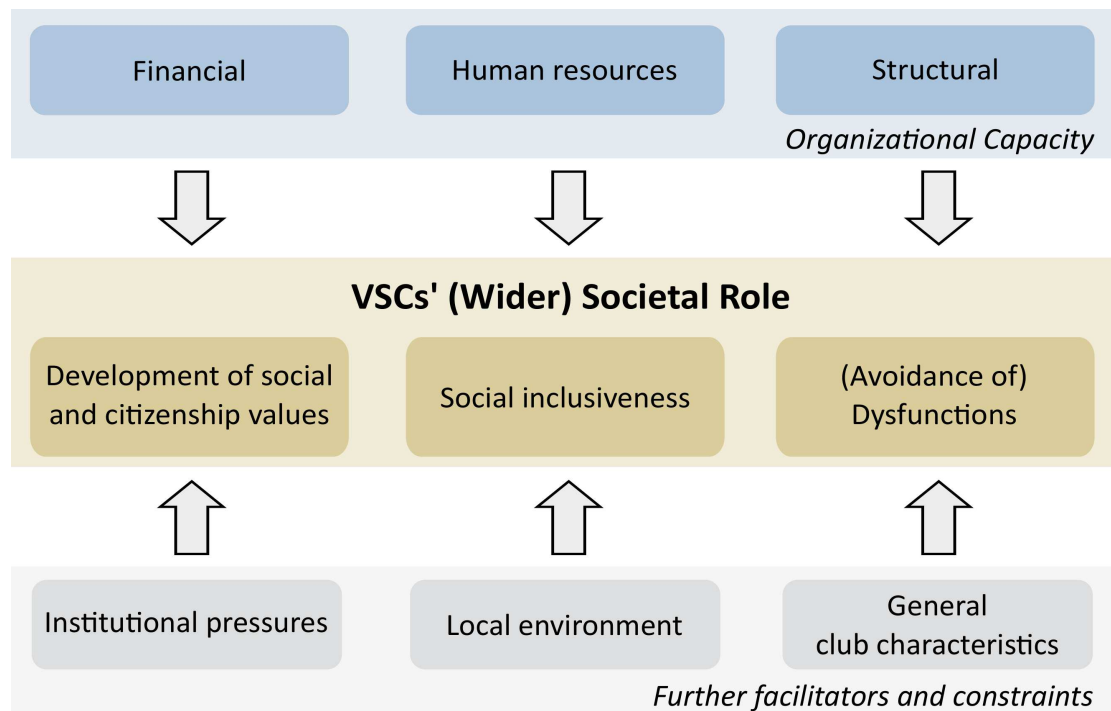 Financial
Human resources
Structural
Organizational Capacity
VSCs' (Wider) Societal Role
Development of social
and citizenship values
Social inclusiveness
(Avoidance of)
Dysfunctions
Institutional pressures
Local environment
General
club characteristics
Further facilitators and constraints